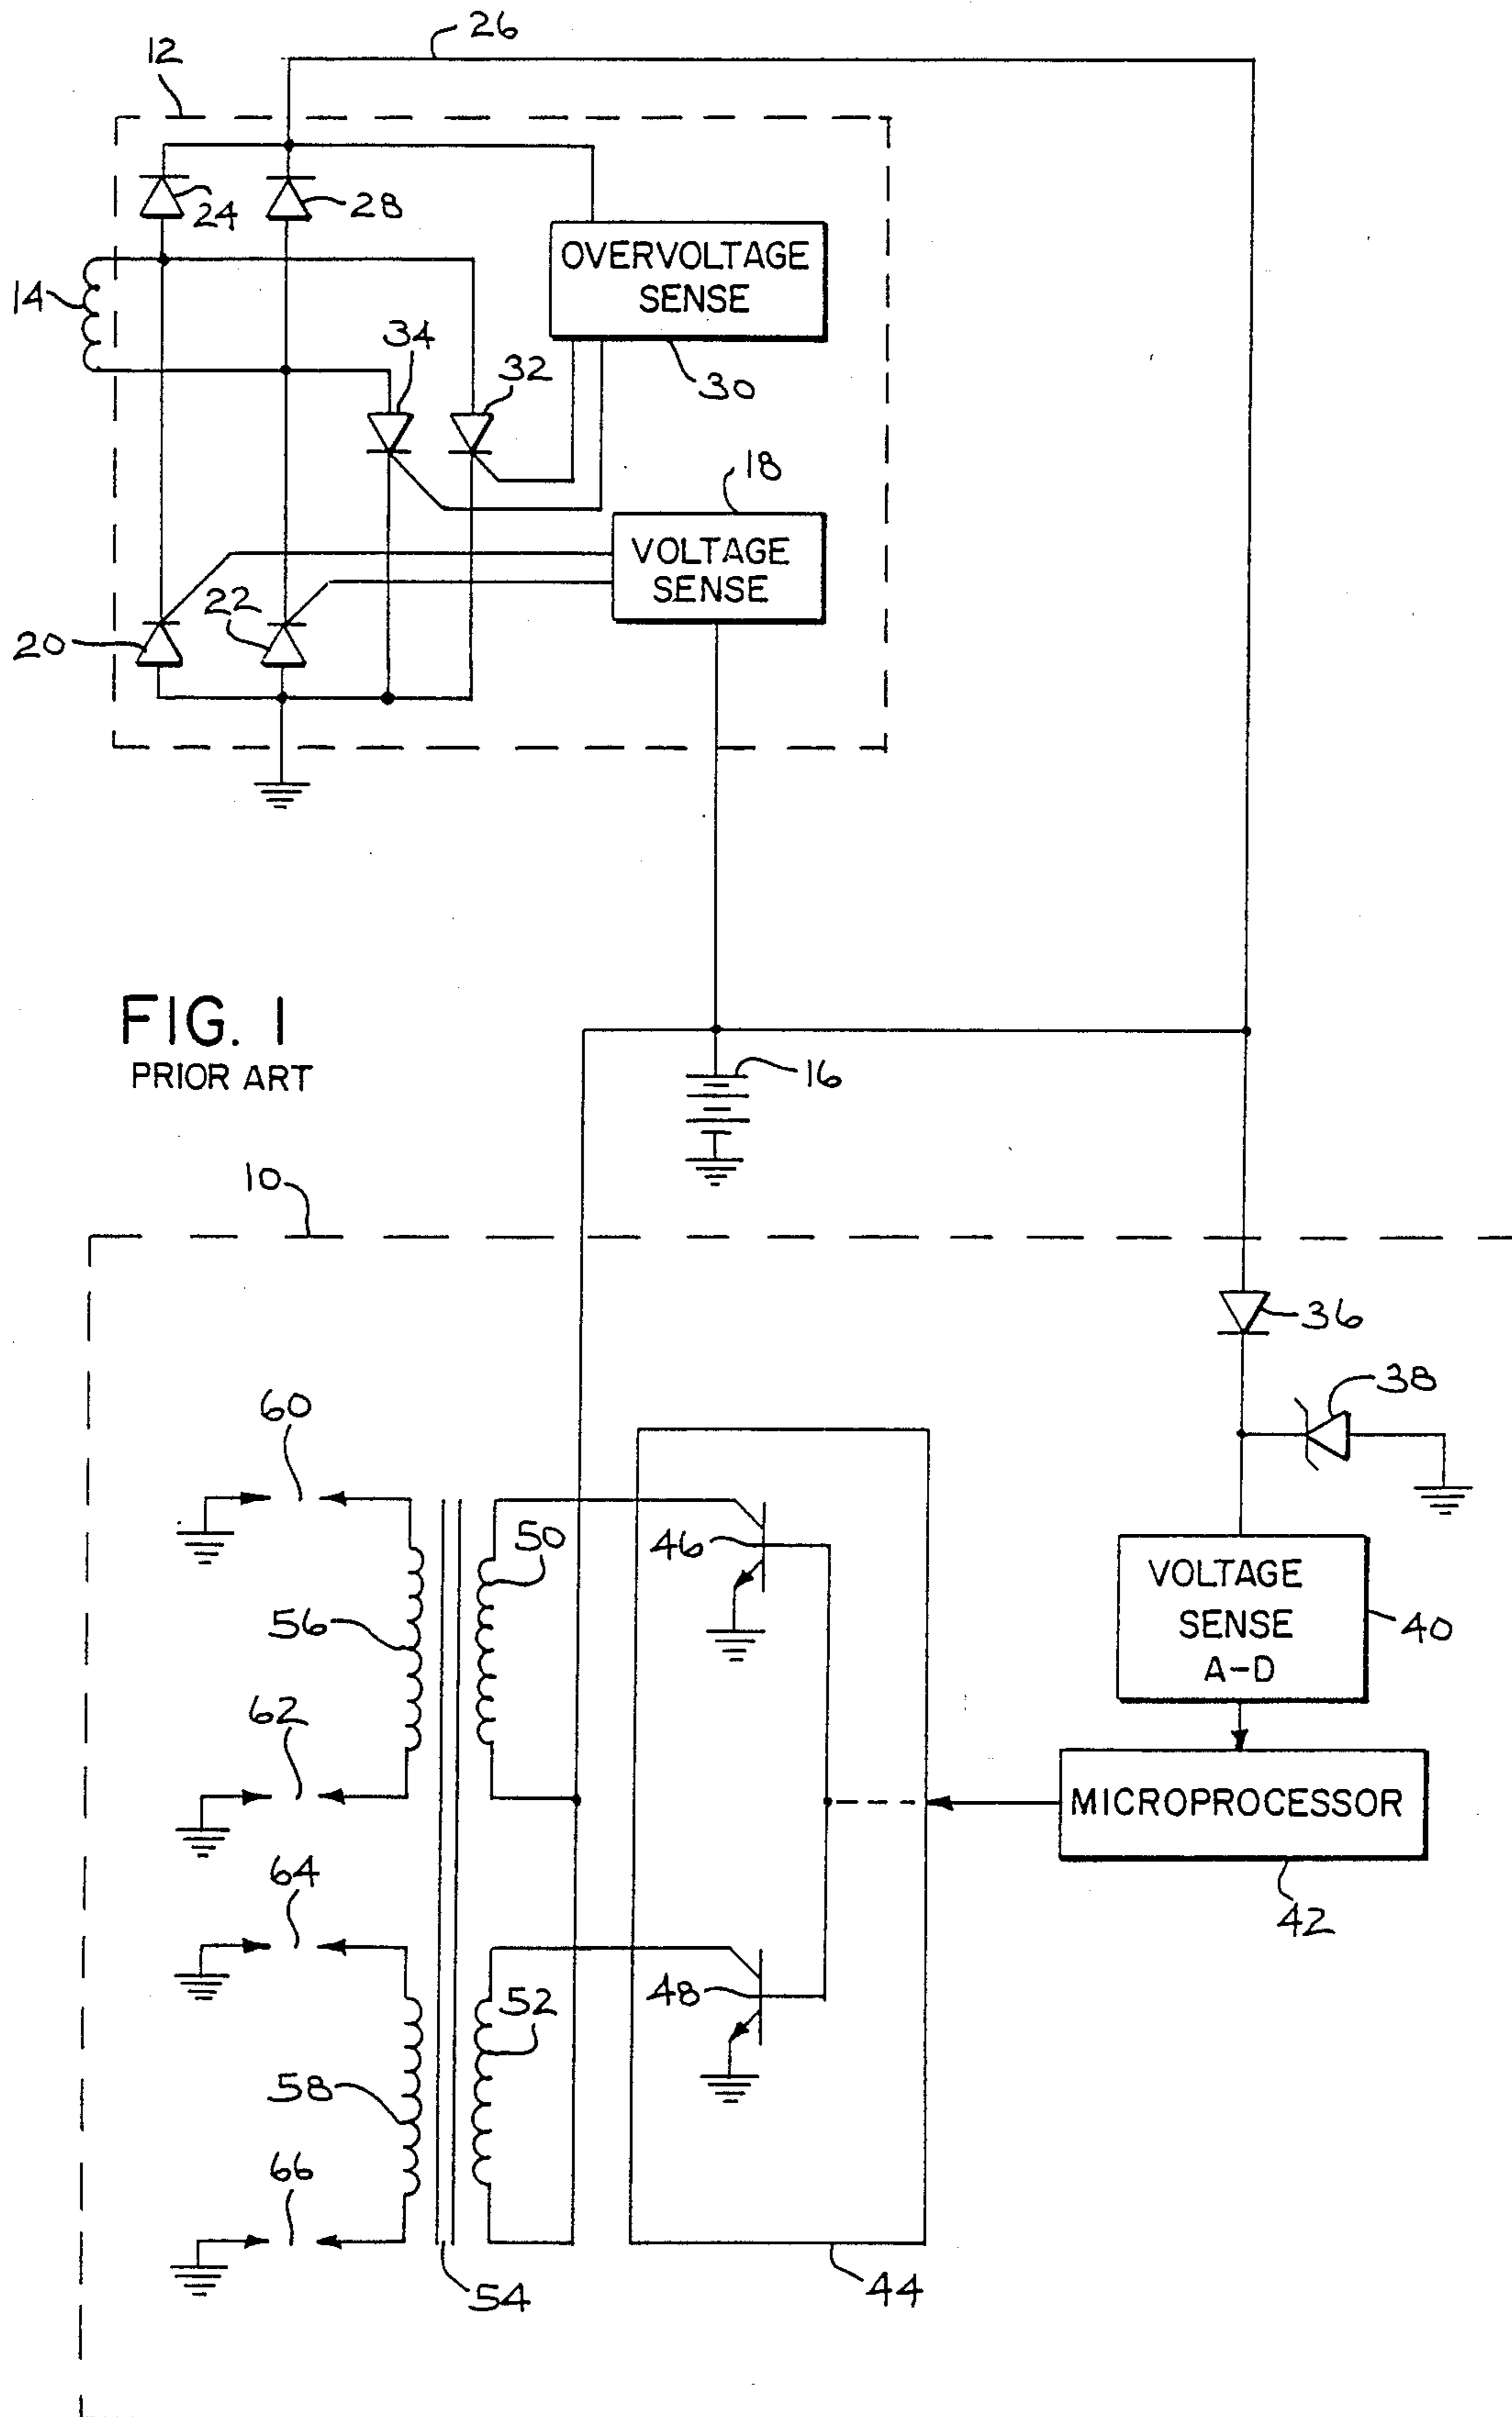 26
12
24
28
OVERVOLTAGE
SENSE
14
34
32
30
18
VOLTAGE
SENSE
22
20
FIG. 1
PRIOR ART
16
10
36
38
60
50
46
VOLTAGE
SENSE
A-D
40
56
62
MICROPROCESSOR
64
42
52
48
58
66
54
44